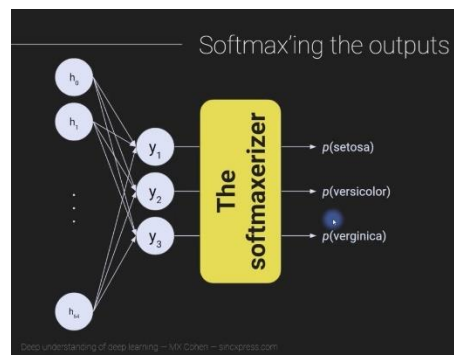 Softmax'ing the outputs
h0
h1
y1
y2
y3
h64
The
softmaxerizer
p(setosa)
p(versicolor)
p(verginica)
Deep understanding of deep learning — MX Cohen — sincxpress.com